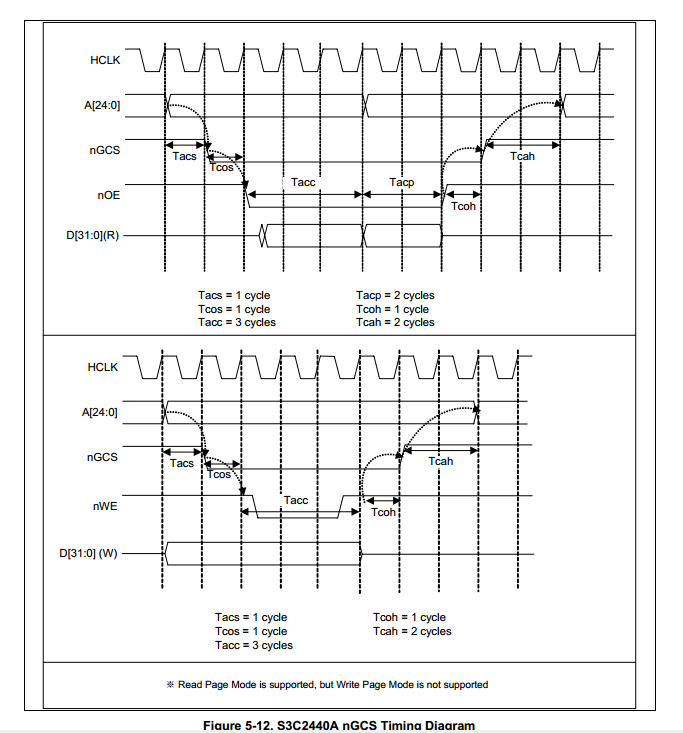 HCLK
A[24:0]
nGCS
Tacs
Tcos
Tcah
nOE
Tacc
Tacp
Tcoh
D[31:0](R)
Tacs = 1 cycle
Tcos = 1 cycle
Tacc = 3 cycles
Tacp = 2 cycles
Tcoh = 1 cycle
Tcah = 2 cycles
HCLK
A[24:0]
nGCS
Tacs
Tcos
Tcah
nWE
Tacc
Tcoh
D[31:0] (W)
Tacs = 1 cycle
Tcos = 1 cycle
Tacc = 3 cycles
Tcoh = 1 cycle
Tcah = 2 cycles
※ Read Page Mode is supported, but Write Page Mode is not supported
Figure 5-12. S3C2440A nGCS Timing Diagram